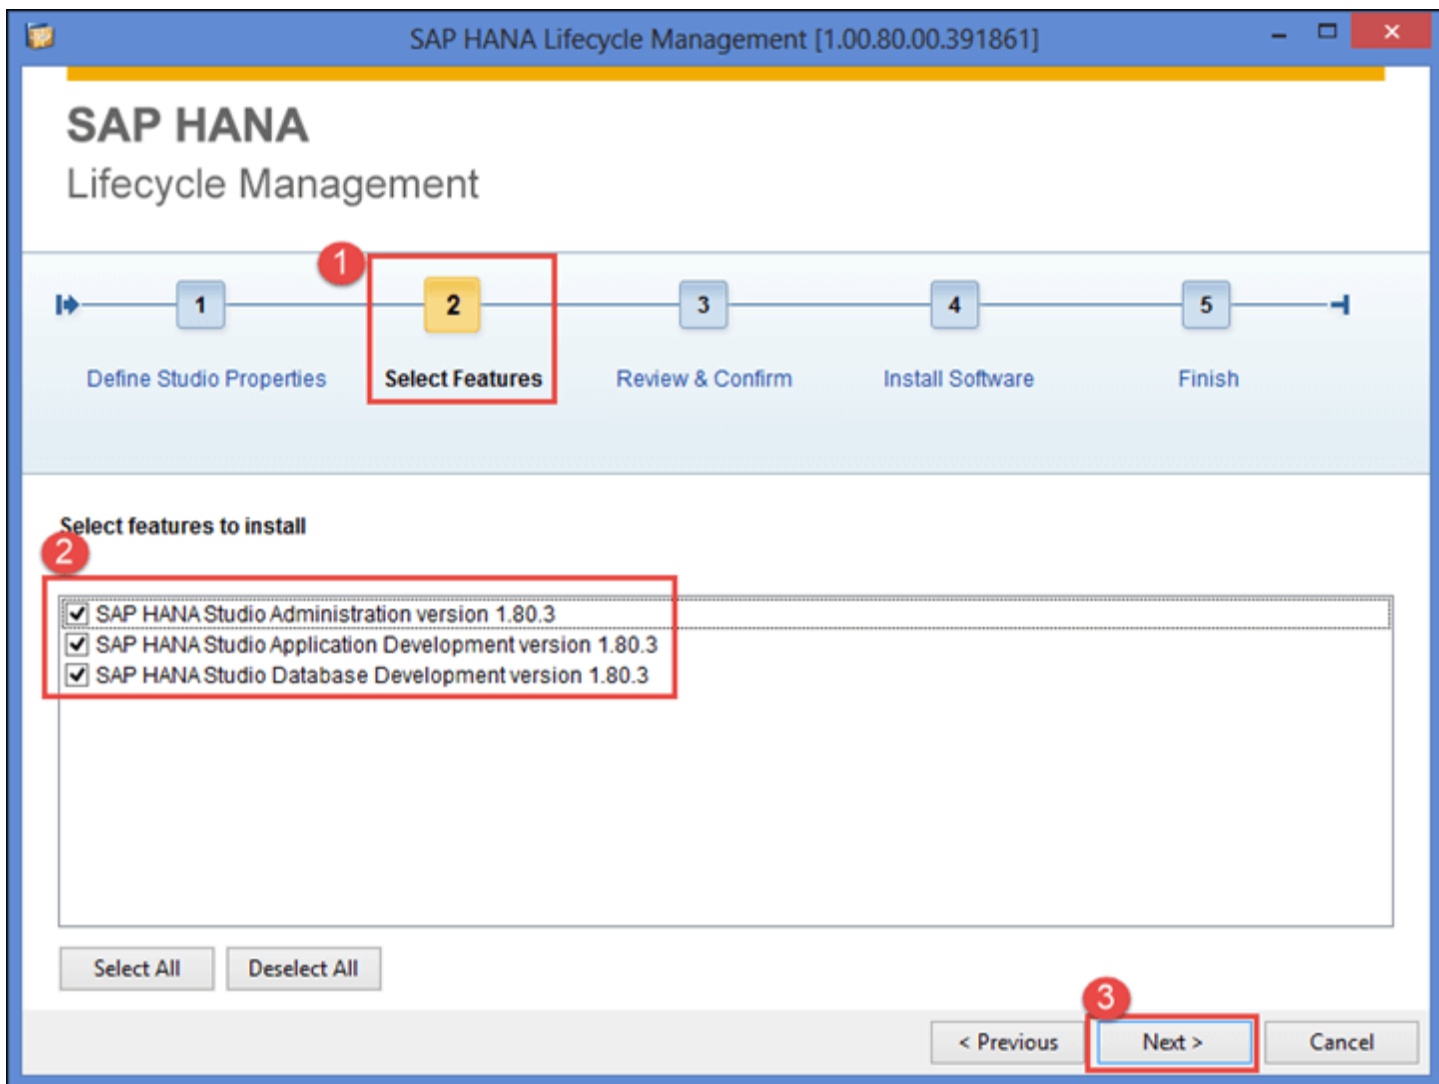 SAP HANA Lifecycle Management [1.00.80.00.391861]
SAP HANA
Lifecycle Management
1
1 2 3 4 5
Define Studio Properties Select Features Review & Confirm Install Software Finish
Select features to install
2
SAP HANA Studio Administration version 1.80.3
SAP HANA Studio Application Development version 1.80.3
SAP HANA Studio Database Development version 1.80.3
Select All Deselect All
3
< Previous Next > Cancel